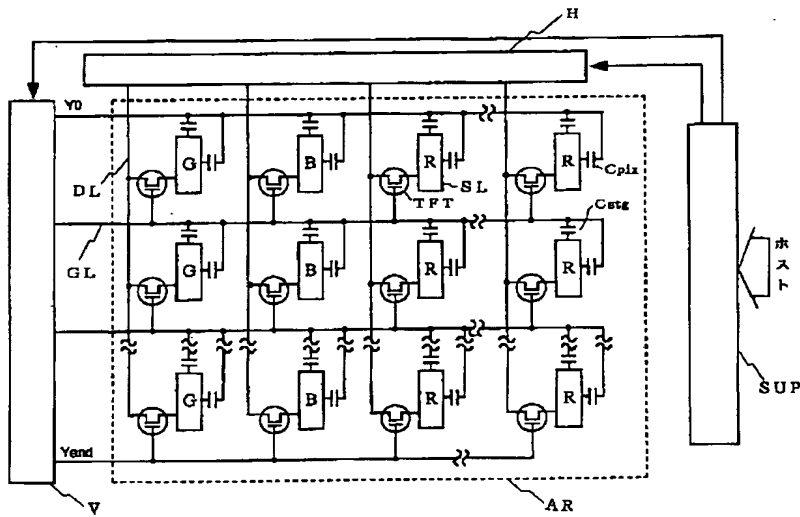 H
Y0
G
B
R
R
Cpix
DL
SL
TFT
Cstg
GL
G
B
R
R
ホスト
G
B
R
R
SUP
Yend
V
AR